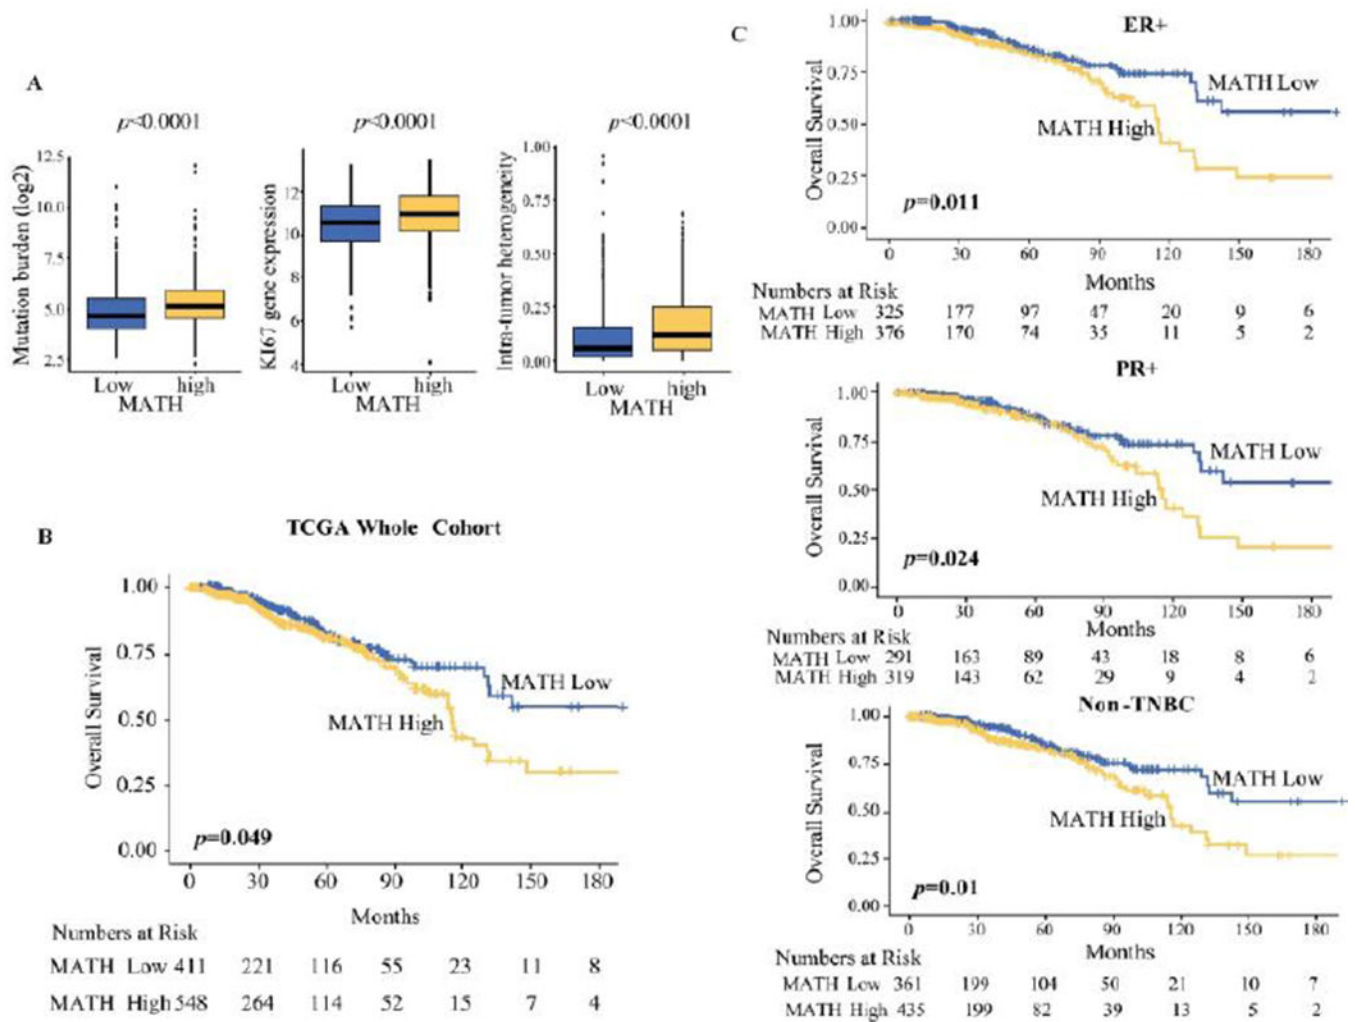 A
p<0.0001
p<0.0001
p<0.0001
Mutation burden (log2)
12.5
10.0
7.5
5.0
2.5
Low high
MATH
KI67 gene expression
12
10
8
6
4
Low high
MATH
Intra-tumor heterogeneity
1.00
0.75
0.50
0.25
0.00
Low high
MATH
B
TCGA Whole Cohort
Overall Survival
1.00
0.75
0.50
0.25
0.00
MATH Low
MATH High
p=0.049
0 30 60 90 120 150 180
Months
Numbers at Risk
MATH Low 411 221 116 55 23 11 8
MATH High 548 264 114 52 15 7 4
C
ER+
Overall Survival
1.00
0.75
0.50
0.25
0.00
MATH Low
MATH High
p=0.011
0 30 60 90 120 150 180
Months
Numbers at Risk
MATH Low 325 177 97 47 20 9 6
MATH High 376 170 74 35 11 5 2
PR+
Overall Survival
1.00
0.75
0.50
0.25
0.00
MATH Low
MATH High
p=0.024
0 30 60 90 120 150 180
Months
Numbers at Risk
MATH Low 291 163 89 43 18 8 6
MATH High 319 143 62 29 9 4
Non-TNBC
Overall Survival
1.00
0.75
0.50
0.25
0.00
MATH Low
MATH High
p=0.01
0 30 60 90 120 150 180
Months
Numbers at Risk
MATH Low 361 199 104 50 21 10 7
MATH High 435 199 82 39 13 5 2